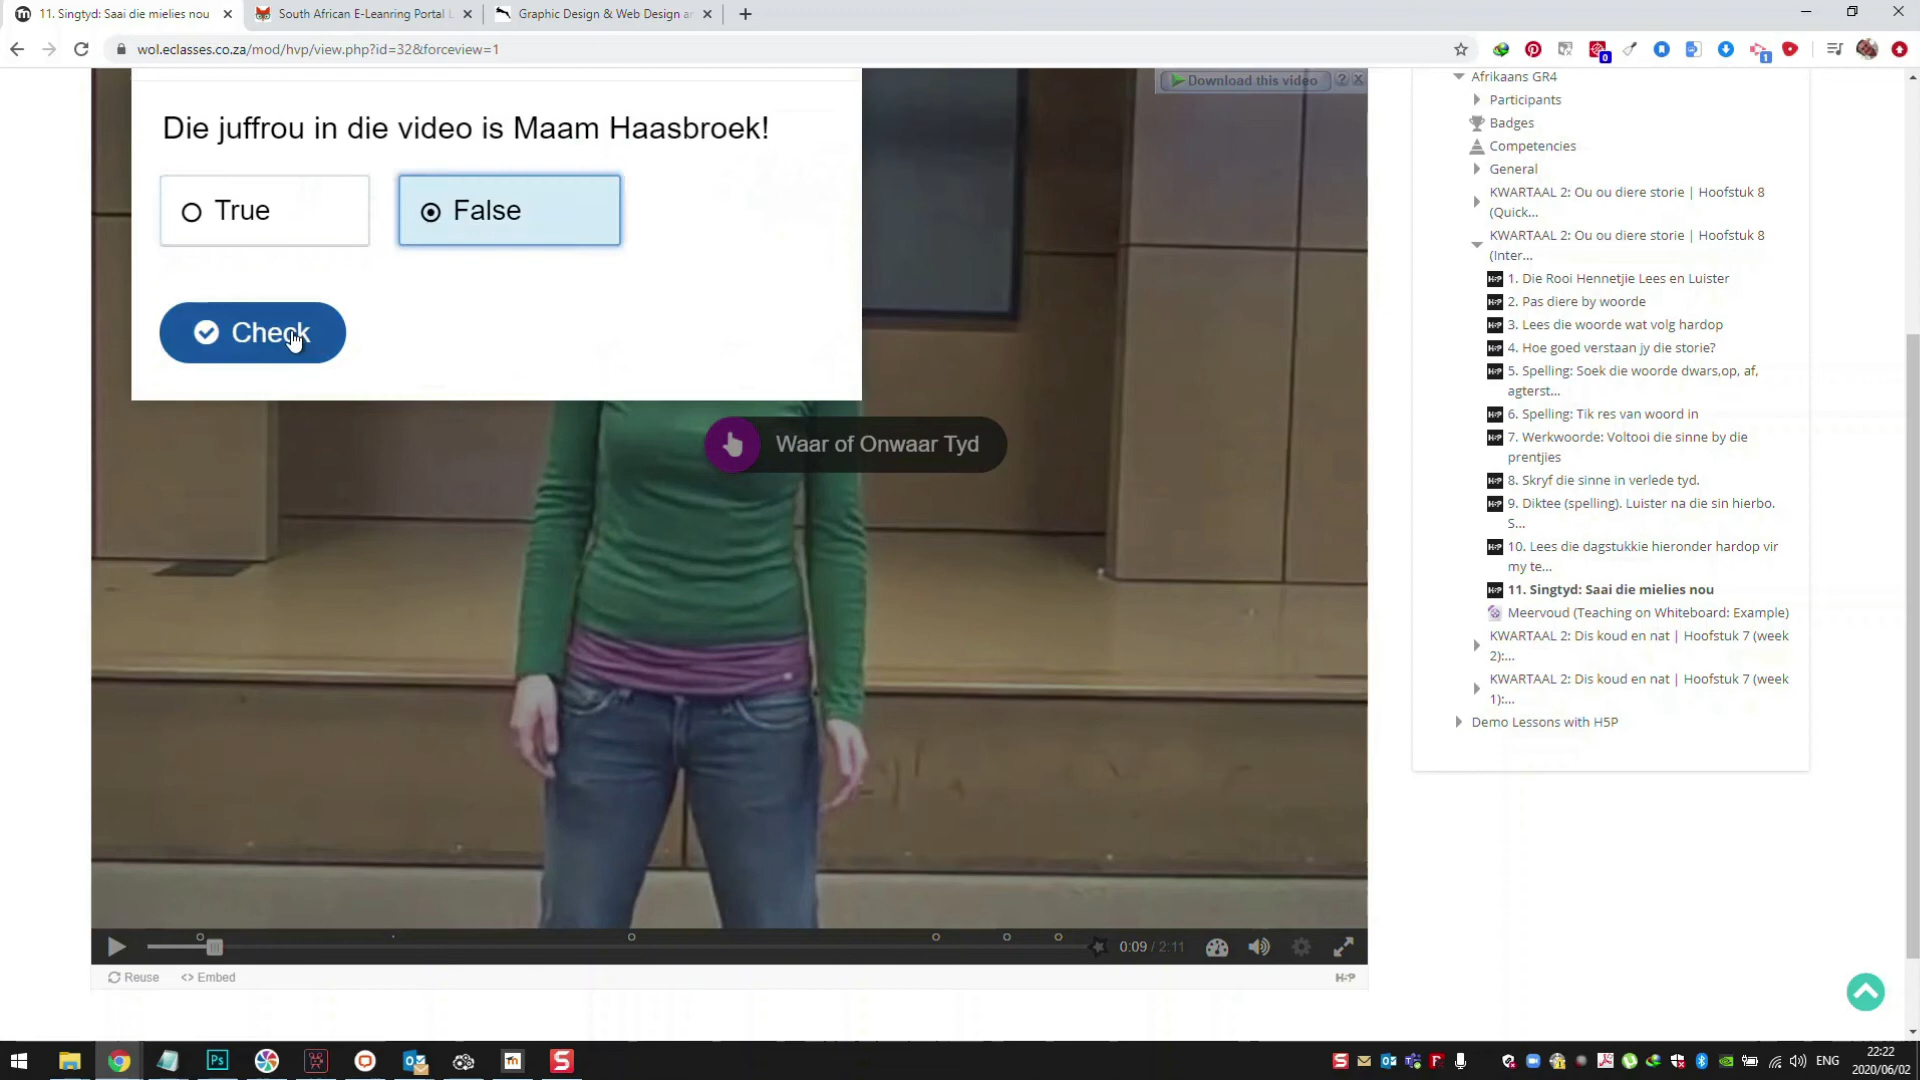 11. Singtyd: Saai die mielies nou
South African E-Leanring Portal L
Graphic Design & Web Design ar
wol.eclasses.co.za/mod/hvp/view.php?id=32&forceview=1
0
1
Download this video
Die juffrou in die video is Maam Haasbroek!
True
False
Check
Waar of Onwaar Tyd
0:09 / 2:11
Reuse
<> Embed
H5P
Afrikaans GR4
Participants
Badges
Competencies
General
KWARTAAL 2: Ou ou diere storie | Hoofstuk 8
(Quick...
KWARTAAL 2: Ou ou diere storie | Hoofstuk 8
(Inter...
1. Die Rooi Hennetjie Lees en Luister
2. Pas diere by woorde
3. Lees die woorde wat volg hardop
4. Hoe goed verstaan jy die storie?
5. Spelling: Soek die woorde dwars,op, af,
agterst...
6. Spelling: Tik res van woord in
7. Werkwoorde: Voltooi die sinne by die
prentjies
8. Skryf die sinne in verlede tyd.
9. Diktee (spelling). Luister na die sin hierbo.
S...
10. Lees die dagstukkie hieronder hardop vir
my te...
11. Singtyd: Saai die mielies nou
Meervoud (Teaching on Whiteboard: Example)
KWARTAAL 2: Dis koud en nat | Hoofstuk 7 (week
2):...
KWARTAAL 2: Dis koud en nat | Hoofstuk 7 (week
1):...
Demo Lessons with H5P
Ps
ENG
22:22
2020/06/02